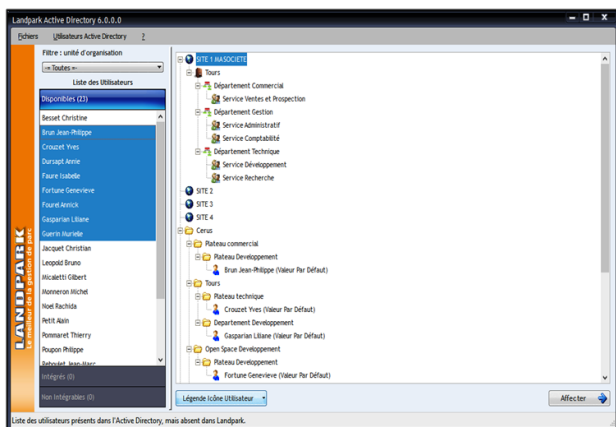 Landpark Active Directory 6.0.0.0
Fichiers Utilisateurs Active Directory ?
Filtre : unité d'organisation
-= Toutes =-
Liste des Utilisateurs
Disponibles (23)
Besset Christine
Brun Jean-Philippe
Crouzet Yves
Dursapt Annie
Faure Isabelle
Fortune Genevieve
Fourel Annick
Gasparian Liliane
Guerin Murielle
Jacquet Christian
Leopold Bruno
Micaletti Gilbert
Monneron Michel
Noel Rachida
Petit Alain
Pommaret Thierry
Poupon Philippe
Reboulet Jean-Marc
Intégrés (0)
Non Intégrables (0)
LANDPARK
Le meilleur de la gestion de parc
SITE 1 MASOCIETE
Tours
Département Commercial
Service Ventes et Prospection
Département Gestion
Service Administratif
Service Comptabilité
Département Technique
Service Développement
Service Recherche
SITE 2
SITE 3
SITE 4
Cerus
Plateau commercial
Plateau Developpement
Brun Jean-Philippe (Valeur Par Défaut)
Tours
Plateau technique
Crouzet Yves (Valeur Par Défaut)
Departement Developpement
Gasparian Liliane (Valeur Par Défaut)
Open Space Developpement
Plateau Developpement
Fortune Genevieve (Valeur Par Défaut)
Légende Icône Utilisateur
Affecter
Liste des utilisateurs présents dans l'Active Directory, mais absent dans Landpark.